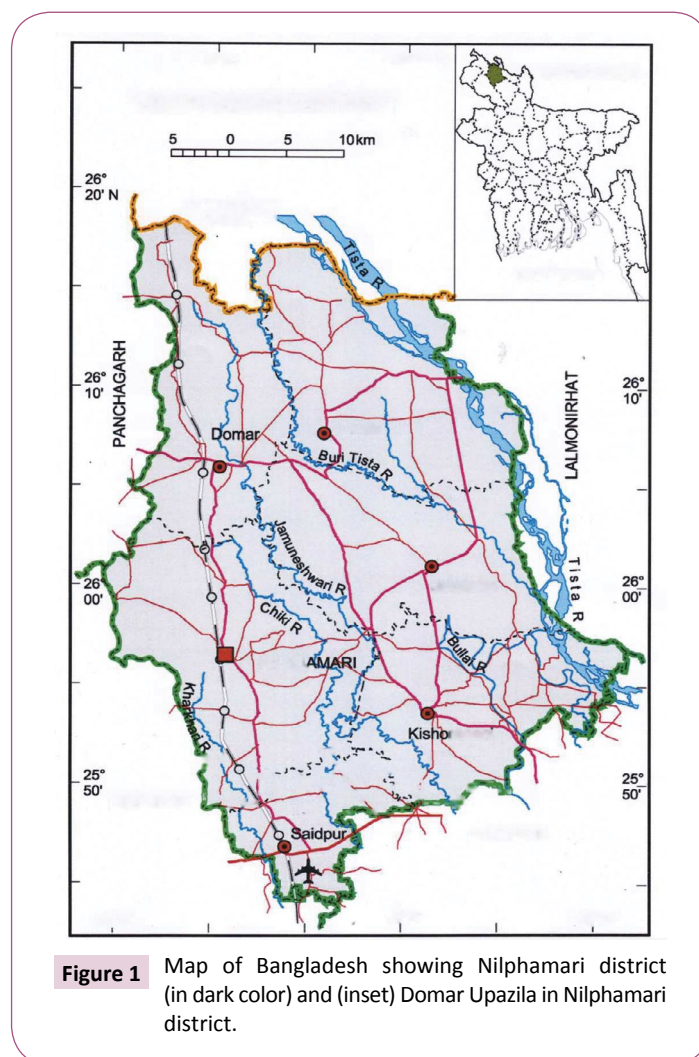 5 0 5 10 km
26°
20' N
Tista R
PANCHAGARH
26°
10'
26°
10'
LALMONIRHAT
Domar
Buri Tista R
Jamuneshwari R
Tista R
26°
00'
26°
00'
Chiki R
Bullai R
AMARI
Kharkhari R
Kisho
25°
50'
25°
50'
Saidpur
Figure 1 Map of Bangladesh showing Nilphamari district
(in dark color) and (inset) Domar Upazila in Nilphamari
district.